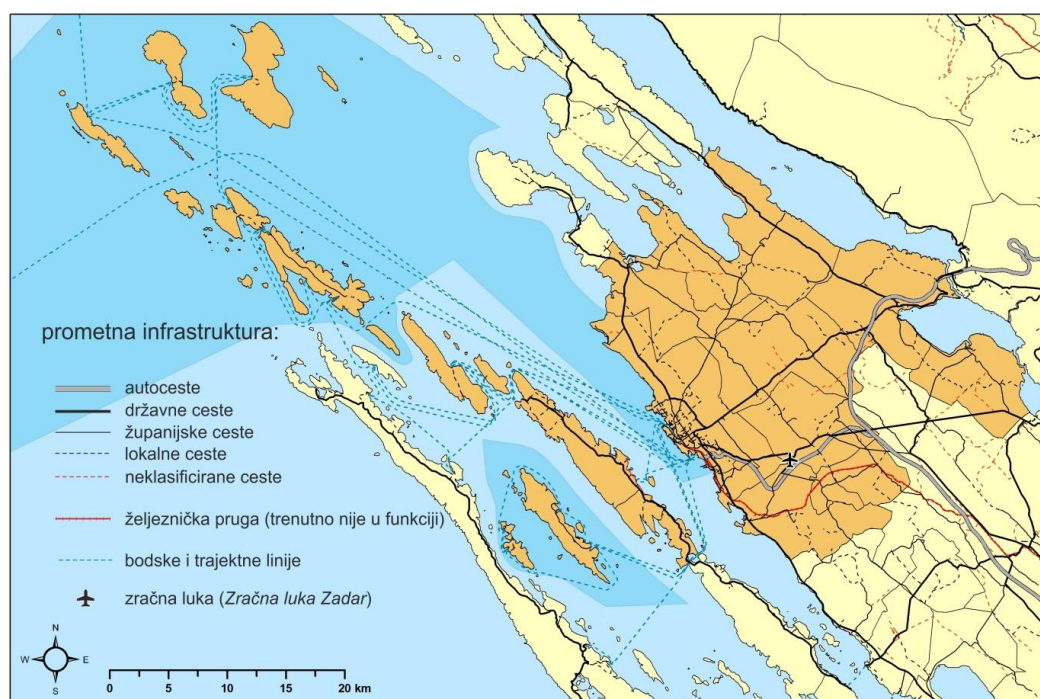 prometna infrastruktura:
autoceste
državne ceste
županijske ceste
lokalne ceste
neklasificirane ceste
željeznička pruga (trenutno nije u funkciji)
bodske i trajektne linije
zračna luka (Zračna luka Zadar)
N
W E
S
0 5 10 15 20 km